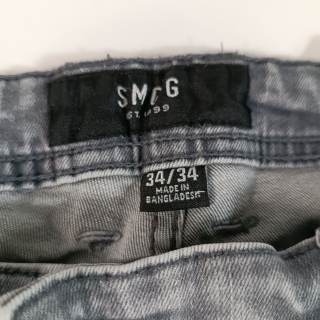 SMOG
EST. 1999
34/34
MADE IN
BANGLADESH